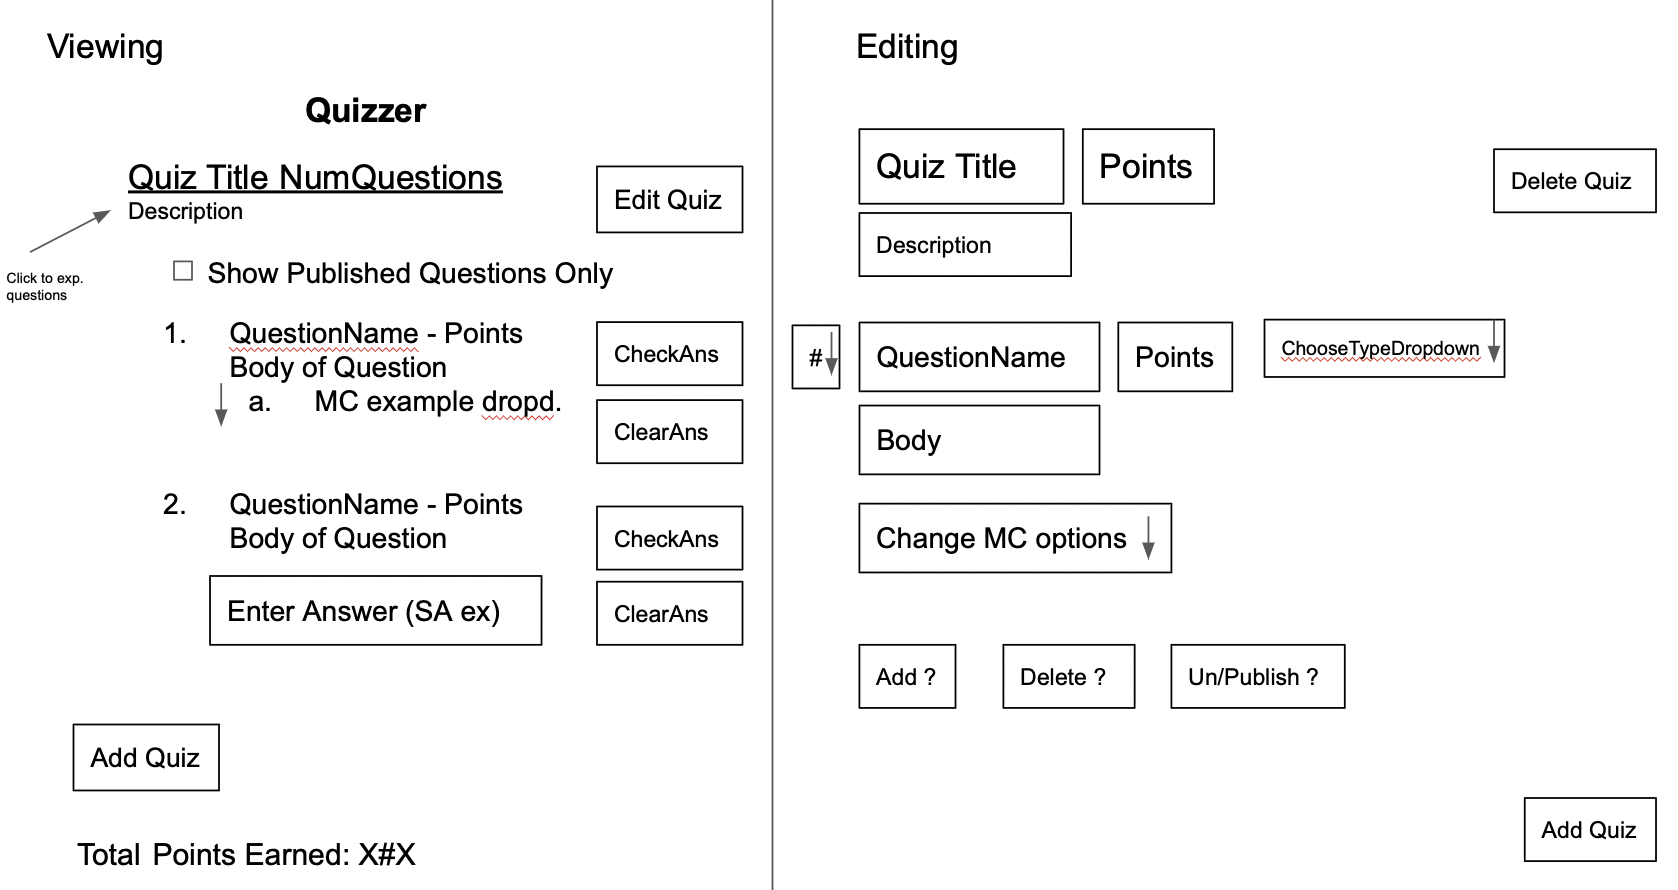 Viewing
Quizzer
Quiz Title NumQuestions
Description
Edit Quiz
Click to exp.
questions
Show Published Questions Only
1. QuestionName - Points
Body of Question
a. MC example dropd.
CheckAns
ClearAns
2. QuestionName - Points
Body of Question
Enter Answer (SA ex)
CheckAns
ClearAns
Add Quiz
Total Points Earned: X#X
Editing
Quiz Title
Points
Delete Quiz
Description
#
QuestionName
Points
ChooseTypeDropdown
Body
Change MC options
Add ?
Delete ?
Un/Publish ?
Add Quiz